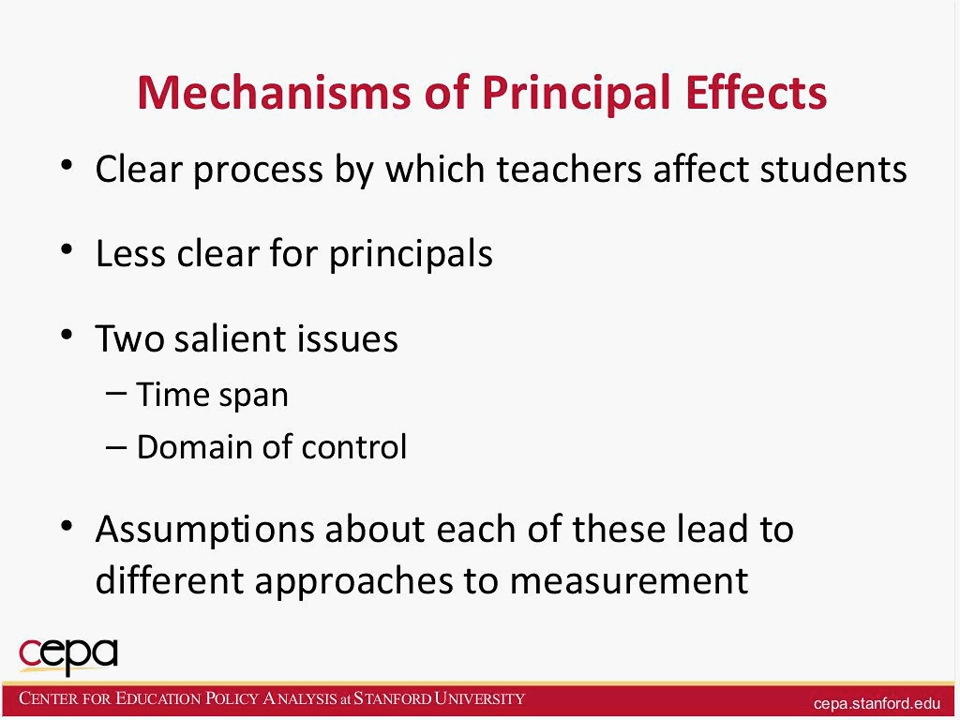 Mechanisms of Principal Effects
• Clear process by which teachers affect students
• Less clear for principals
• Two salient issues
– Time span
– Domain of control
• Assumptions about each of these lead to
different approaches to measurement
cepa
CENTER FOR EDUCATION POLICY ANALYSIS at STANFORD UNIVERSITY
cepa.stanford.edu